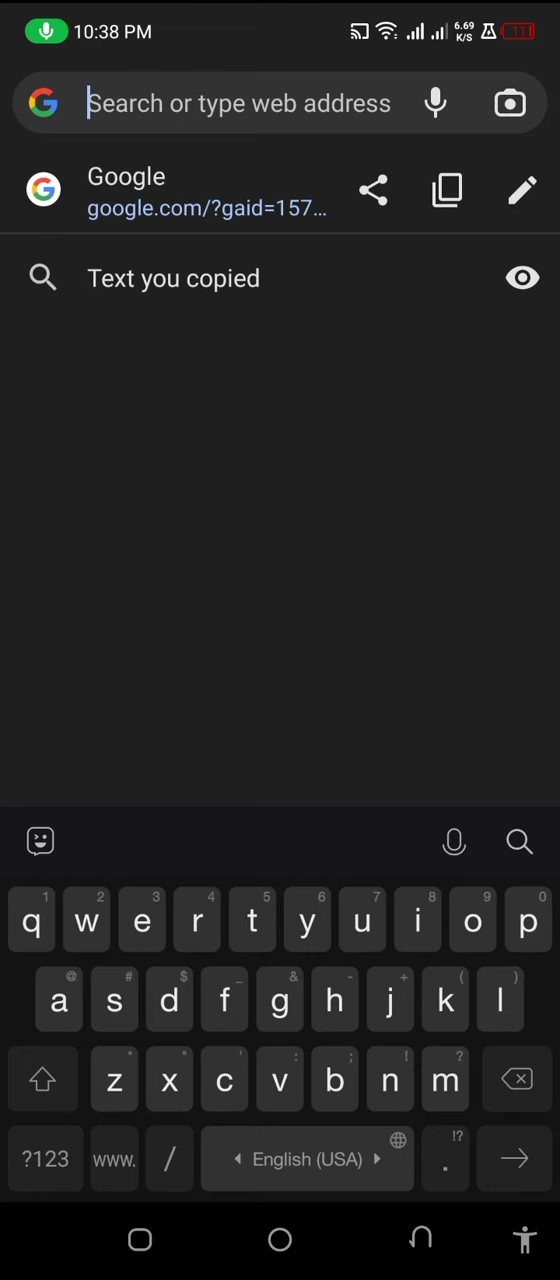 10:38 PM
6.69
K/S
11
Search or type web address
Google
google.com/?gaid=157...
Text you copied
1 2 3 4 5 6 7 8 9 0
q w e r t y u i o p
@ # $ _ & - + ( )
a s d f g h j k l
* " ' : ; ! ?
z x c v b n m
!?
?123 www. / English (USA) .